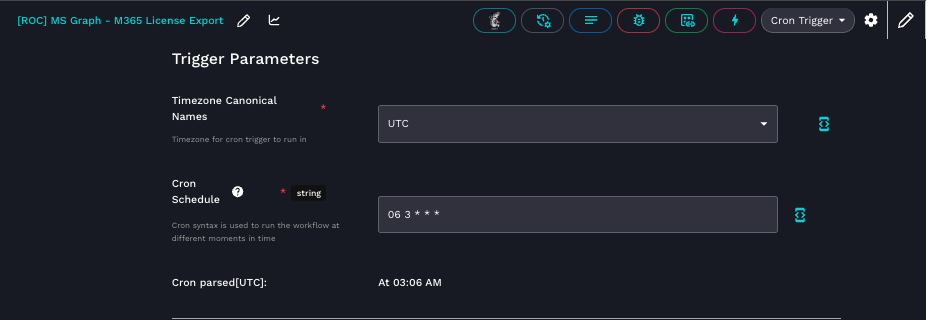 [ROC] MS Graph - M365 License Export
Cron Trigger
Trigger Parameters
Timezone Canonical
Names
*
Timezone for cron trigger to run in
UTC
Cron
Schedule
?
* string
Cron syntax is used to run the workflow at
different moments in time
06 3 * * *
Cron parsed[UTC]:
At 03:06 AM